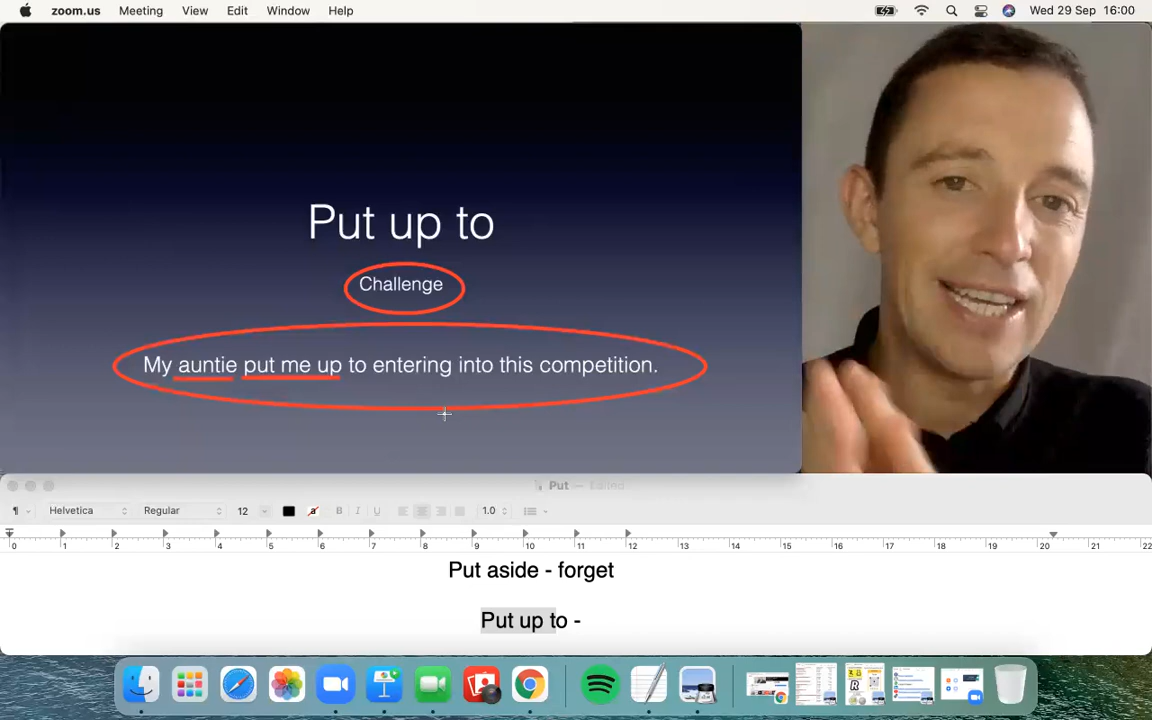 zoom.us Meeting View Edit Window Help Wed 29 Sep 16:00
Put up to
Challenge
My auntie put me up to entering into this competition.
Put — Edited
¶ Helvetica Regular 12 a B I U 1.0
0 1 2 3 4 5 6 7 8 9 10 11 12 13 14 15 16 17 18 19 20 21 22
Put aside - forget
Put up to -